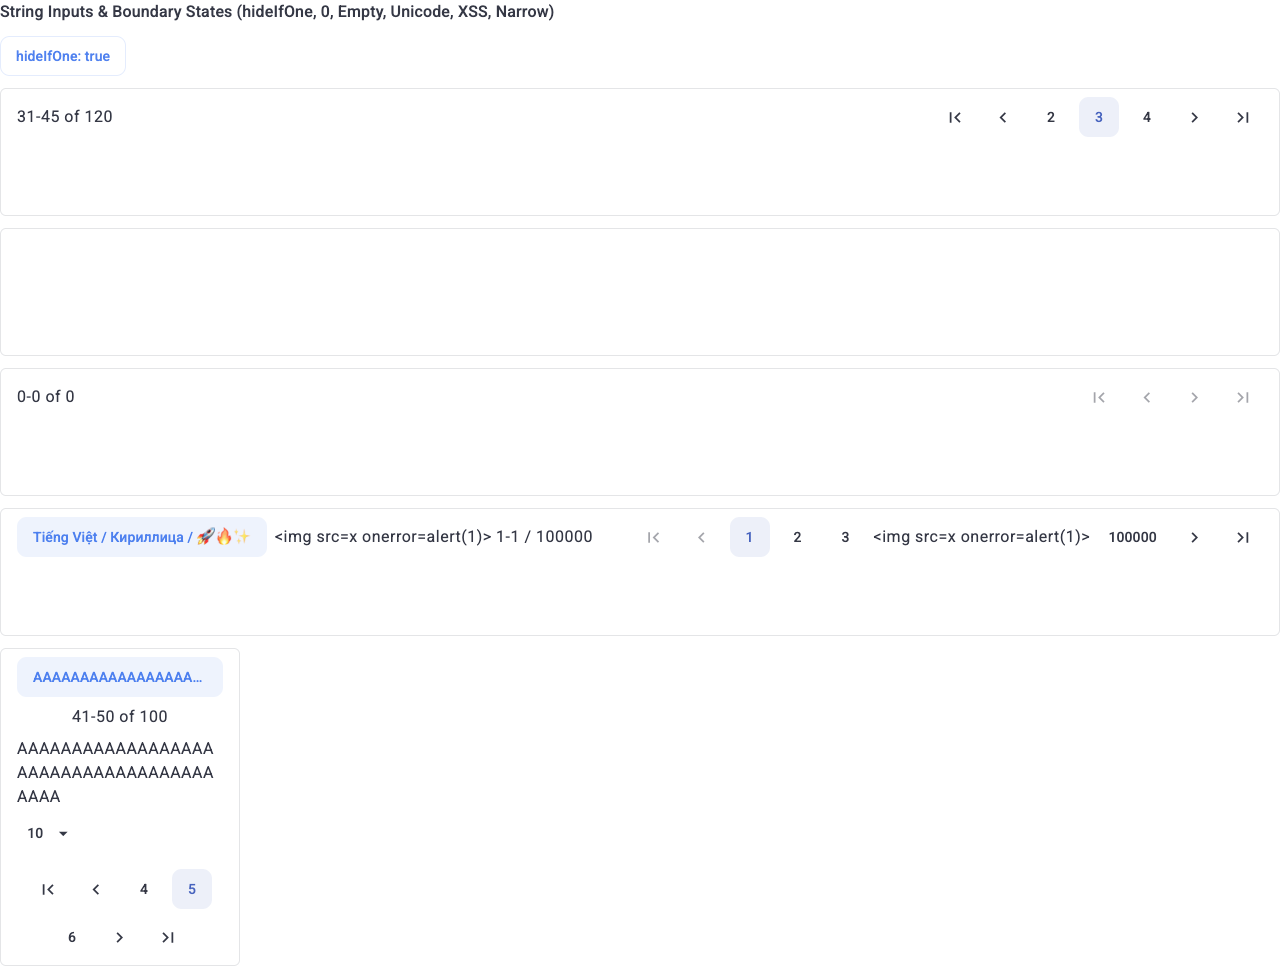 String Inputs & Boundary States (hideIfOne, 0, Empty, Unicode, XSS, Narrow)
hideIfOne: true
31-45 of 120 2 3 4
0-0 of 0
Tiếng Việt / Кириллица / 🚀🔥✨ <img src=x onerror=alert(1)> 1-1 / 100000 1 2 3 <img src=x onerror=alert(1)> 100000
AAAAAAAAAAAAAAAAA...
41-50 of 100
AAAAAAAAAAAAAAAAAA
AAAAAAAAAAAAAAAAAA
AAAA
10
4 5
6